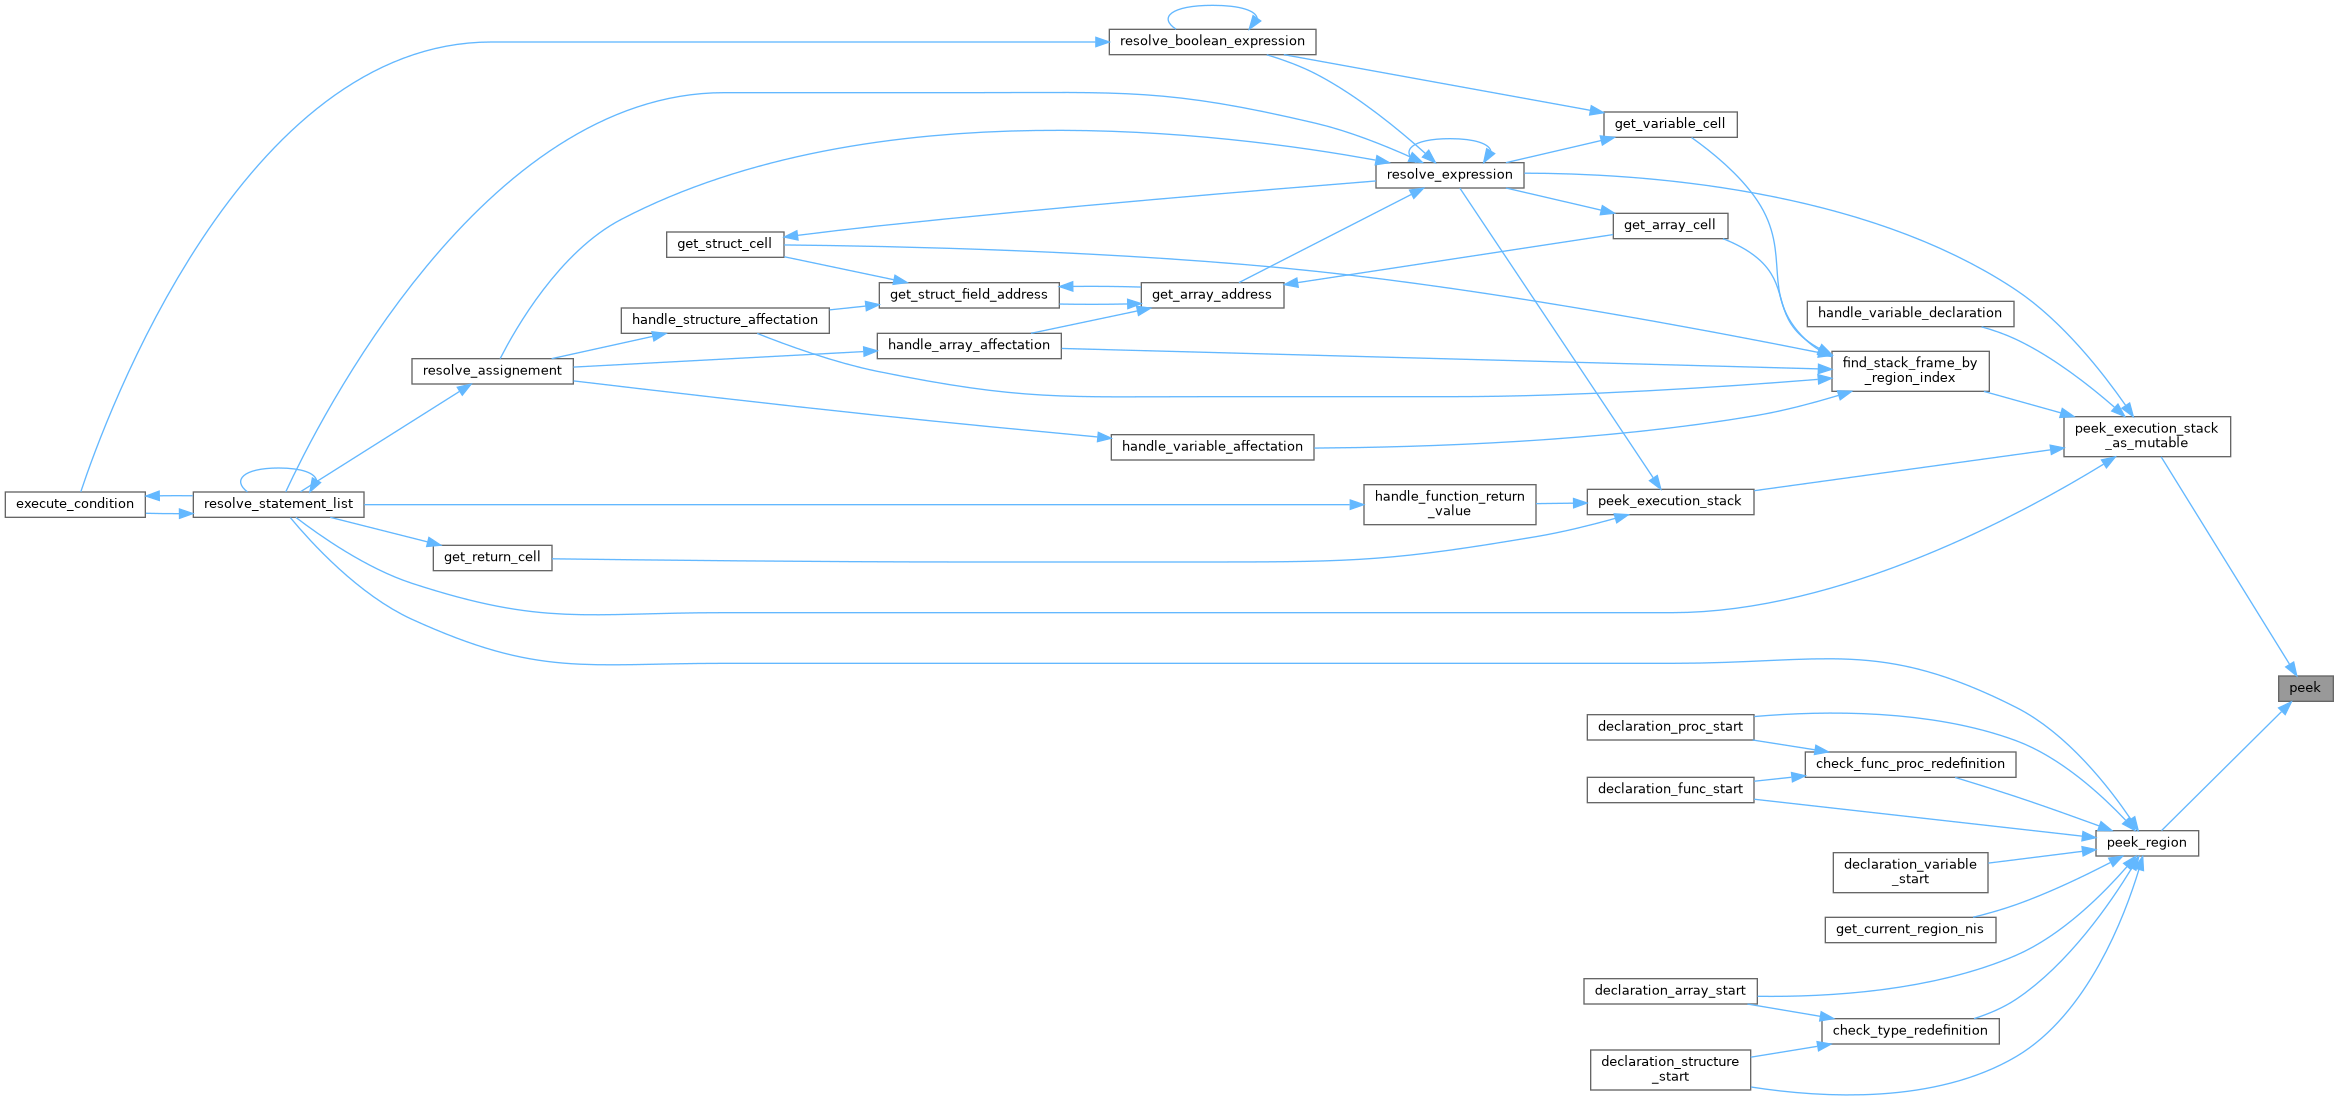 resolve_boolean_expression
get_variable_cell
resolve_expression
get_array_cell
get_struct_cell
get_struct_field_address
get_array_address
handle_variable_declaration
handle_structure_affectation
handle_array_affectation
find_stack_frame_by
_region_index
resolve_assignement
peek_execution_stack
_as_mutable
handle_variable_affectation
execute_condition
resolve_statement_list
handle_function_return
_value
peek_execution_stack
get_return_cell
peek
declaration_proc_start
check_func_proc_redefinition
declaration_func_start
peek_region
declaration_variable
_start
get_current_region_nis
declaration_array_start
check_type_redefinition
declaration_structure
_start